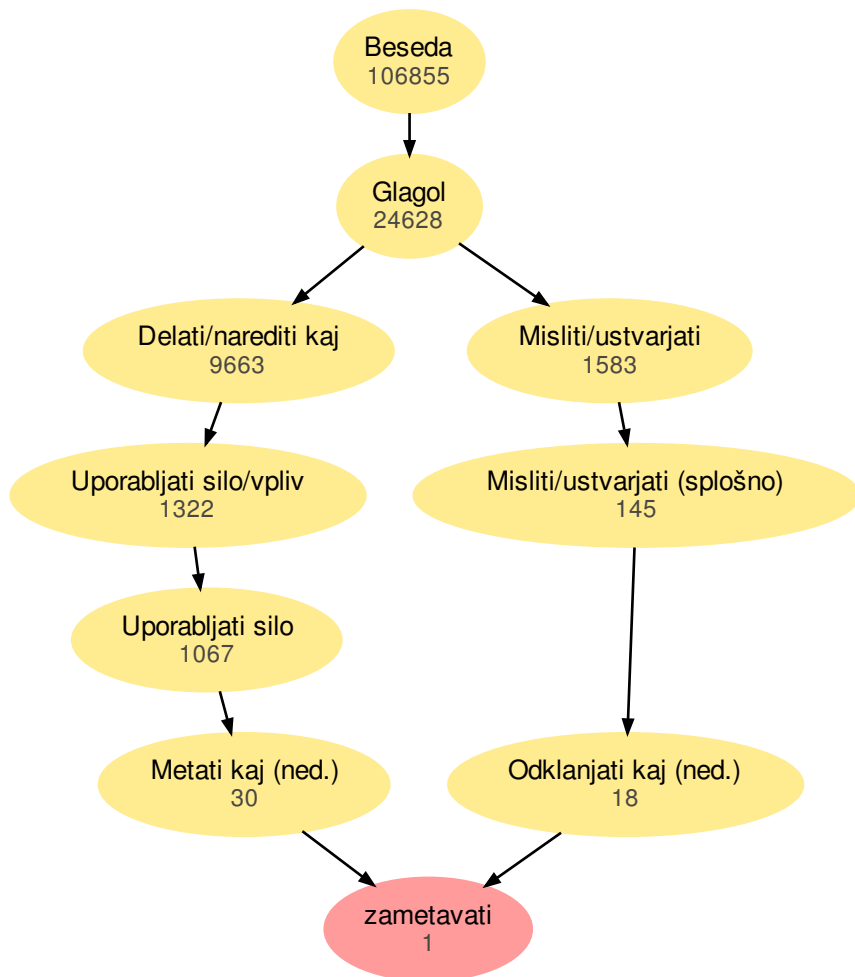 Beseda
106855
Glagol
24628
Delati/narediti kaj
9663
Misliti/ustvarjati
1583
Uporabljati silo/vpliv
1322
Misliti/ustvarjati (splošno)
145
Uporabljati silo
1067
Metati kaj (ned.)
30
Odklanjati kaj (ned.)
18
zametavati
1